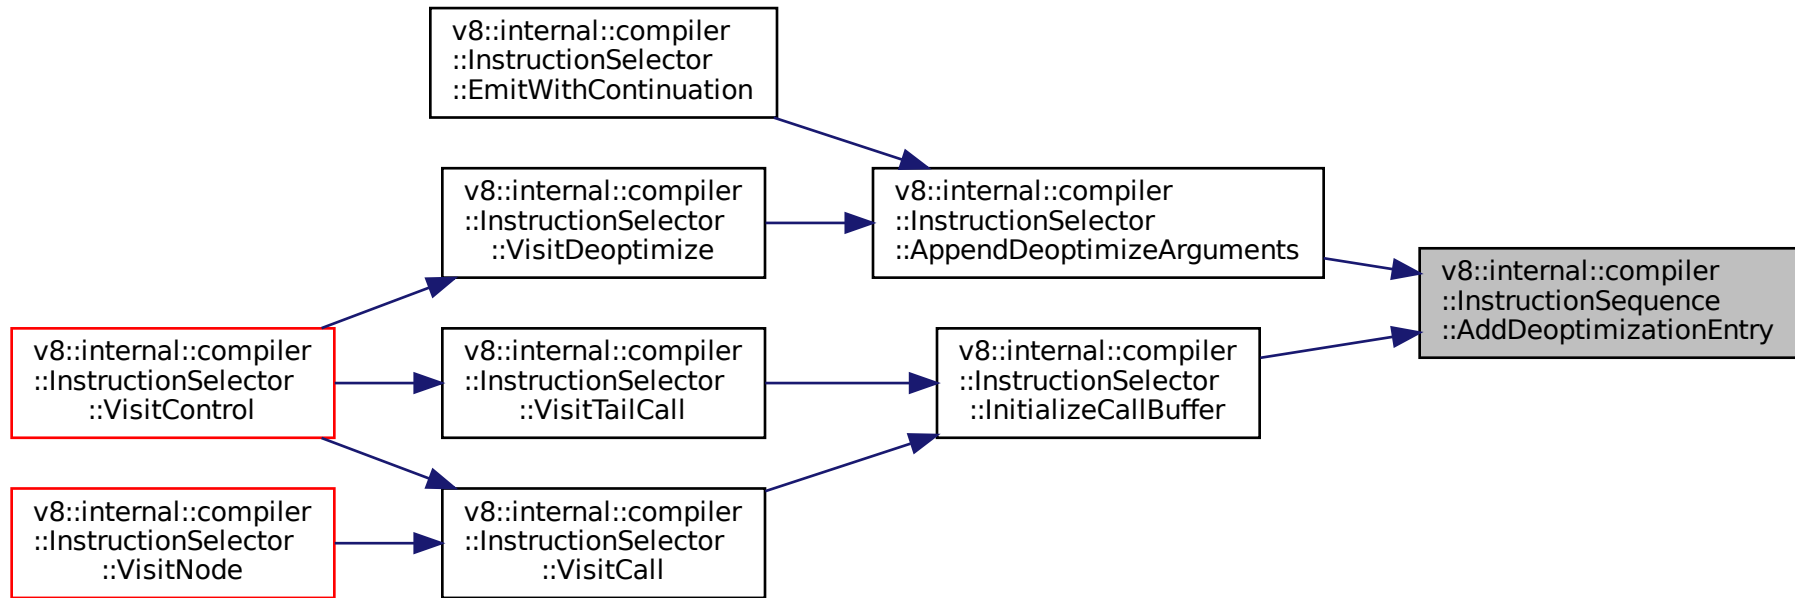 v8::internal::compiler
::InstructionSelector
::EmitWithContinuation
v8::internal::compiler
::InstructionSelector
::VisitDeoptimize
v8::internal::compiler
::InstructionSelector
::AppendDeoptimizeArguments
v8::internal::compiler
::InstructionSequence
::AddDeoptimizationEntry
v8::internal::compiler
::InstructionSelector
::VisitControl
v8::internal::compiler
::InstructionSelector
::VisitTailCall
v8::internal::compiler
::InstructionSelector
::InitializeCallBuffer
v8::internal::compiler
::InstructionSelector
::VisitNode
v8::internal::compiler
::InstructionSelector
::VisitCall